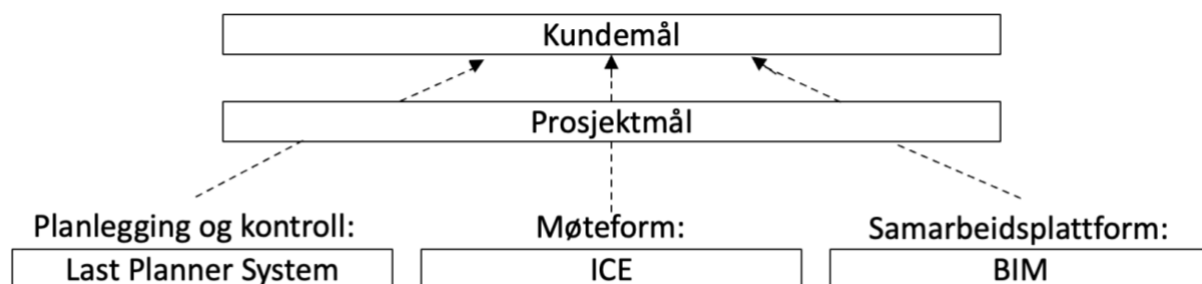 Kundemål
Prosjektmål
Planlegging og kontroll:
Møteform:
Samarbeidsplattform:
Last Planner System
ICE
BIM